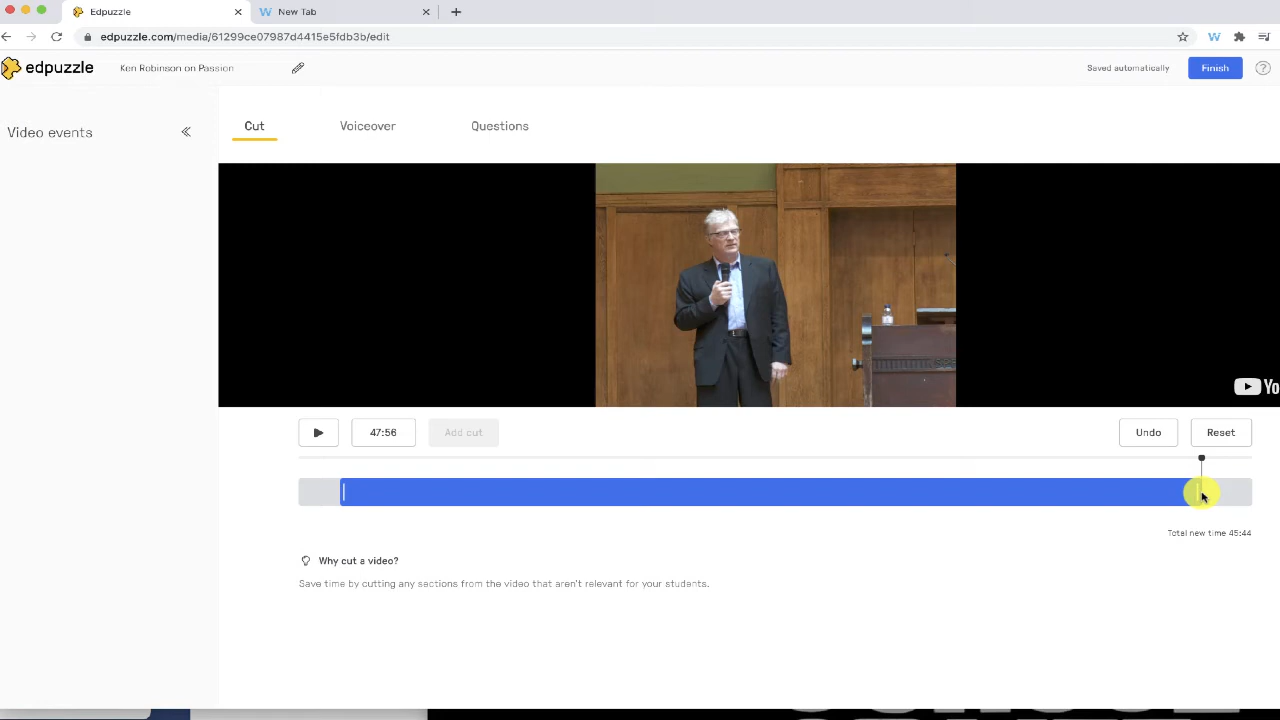 Edpuzzle
New Tab
edpuzzle.com/media/61299ce07987d4415e5fdb3b/edit
edpuzzle
Ken Robinson on Passion
Saved automatically
Finish
Video events
Cut
Voiceover
Questions
Yo
47:56
Add cut
Undo
Reset
Total new time 45:44
Why cut a video?
Save time by cutting any sections from the video that aren't relevant for your students.